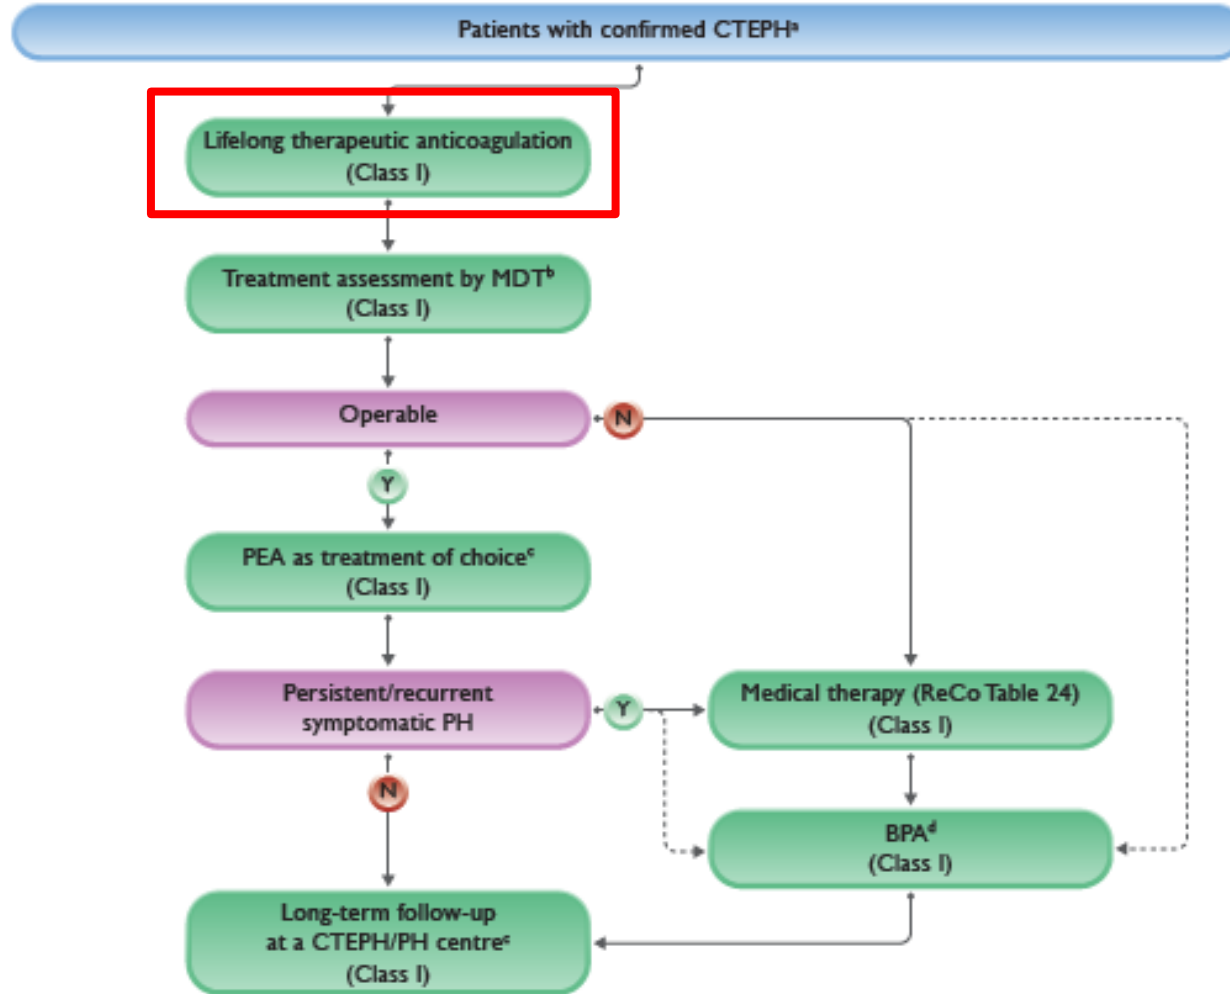 Patients with confirmed CTEPHᵃ
Lifelong therapeutic anticoagulation
(Class I)
Treatment assessment by MDTᵇ
(Class I)
Operable
N
Y
PEA as treatment of choiceᶜ
(Class I)
Persistent/recurrent
symptomatic PH
Y
Medical therapy (ReCo Table 24)
(Class I)
N
BPAᵈ
(Class I)
Long-term follow-up
at a CTEPH/PH centreᵉ
(Class I)